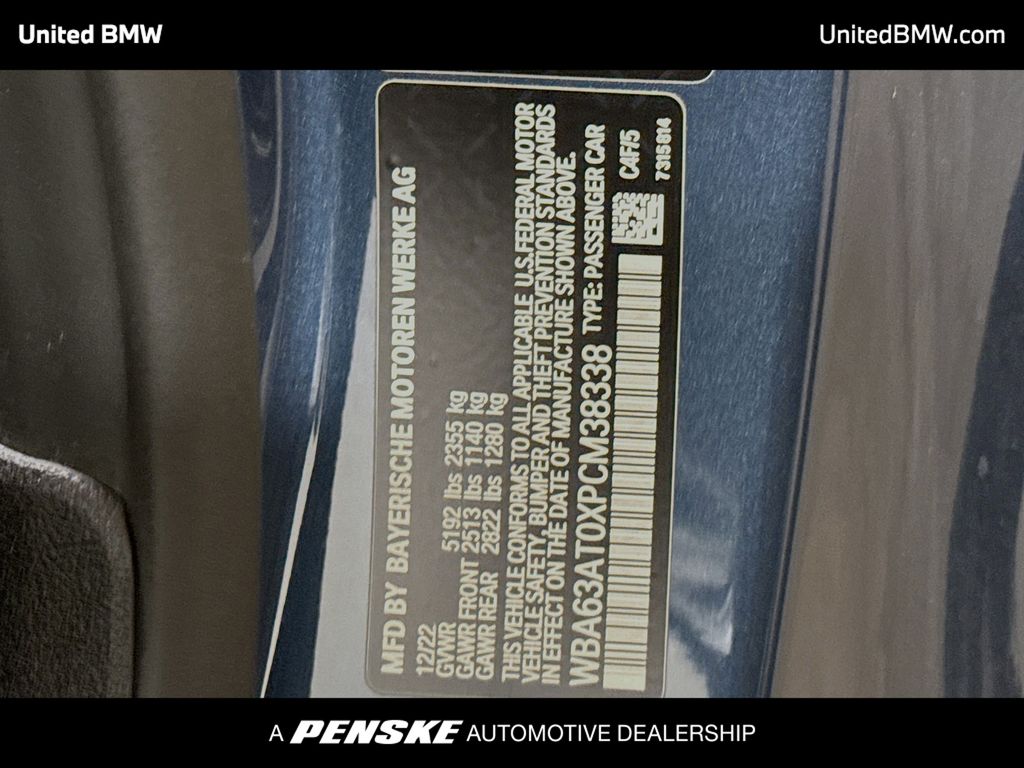 United BMW
UnitedBMW.com
MFD BY BAYERISCHE MOTOREN WERKE AG
12/22
GVWR 5192 lbs 2355 kg
GAWR FRONT 2513 lbs 1140 kg
GAWR REAR 2822 lbs 1280 kg
THIS VEHICLE CONFORMS TO ALL APPLICABLE U.S. FEDERAL MOTOR
VEHICLE SAFETY, BUMPER AND THEFT PREVENTION STANDARDS
IN EFFECT ON THE DATE OF MANUFACTURE SHOWN ABOVE.
WBA63AT0XPCM38338 TYPE: PASSENGER CAR
C4F/5
7315614
A PENSKE AUTOMOTIVE DEALERSHIP